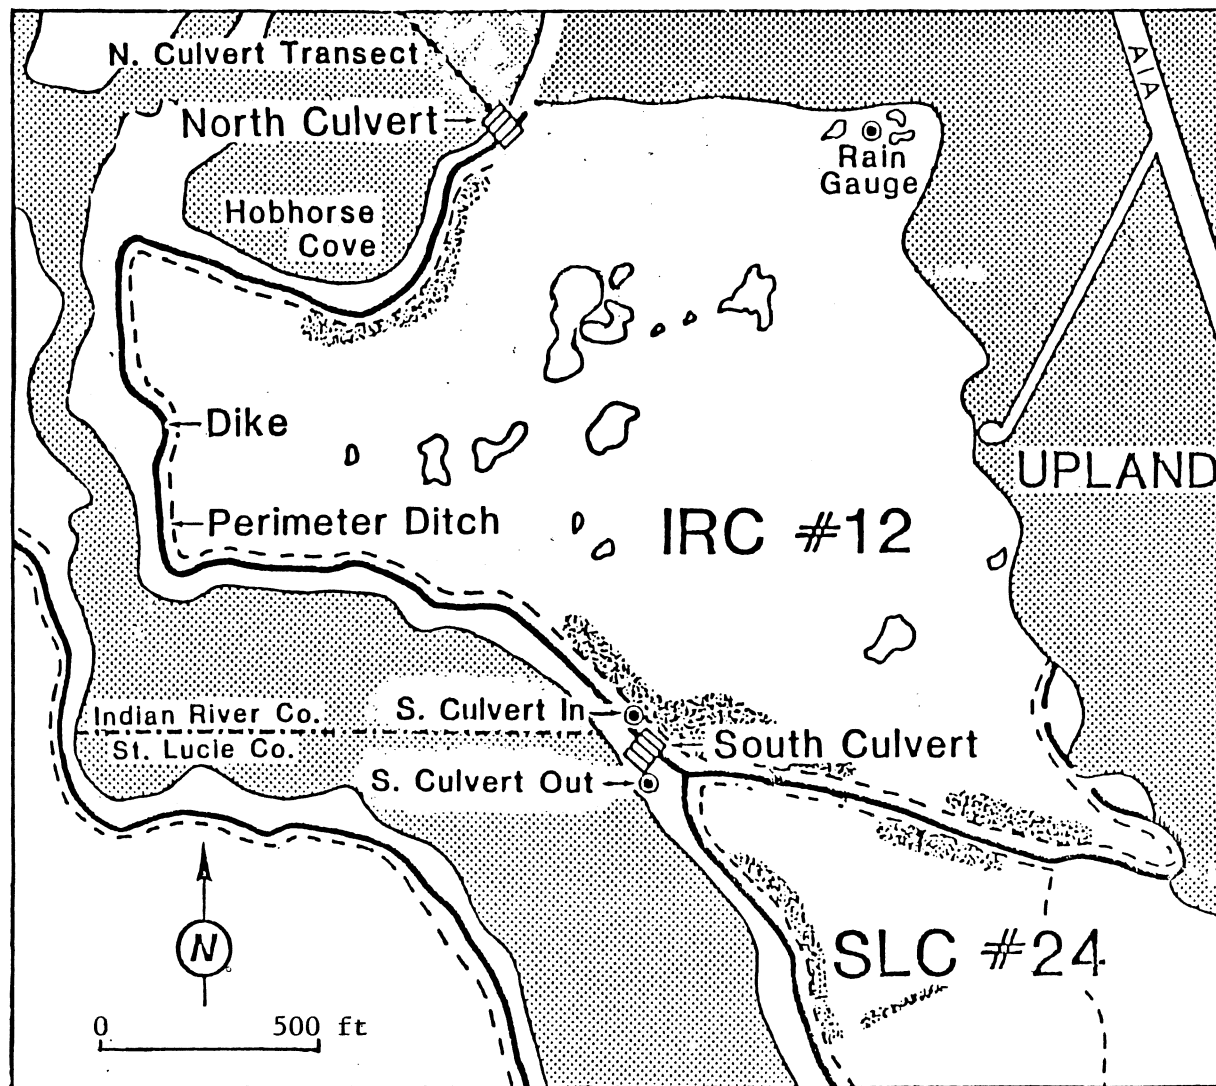 N. Culvert Transect
A1A
North Culvert
Rain
Gauge
Hobhorse
Cove
Dike
UPLAND
Perimeter Ditch
IRC #12
Indian River Co.
St. Lucie Co.
S. Culvert In
South Culvert
S. Culvert Out
N
SLC #24
0 500 ft